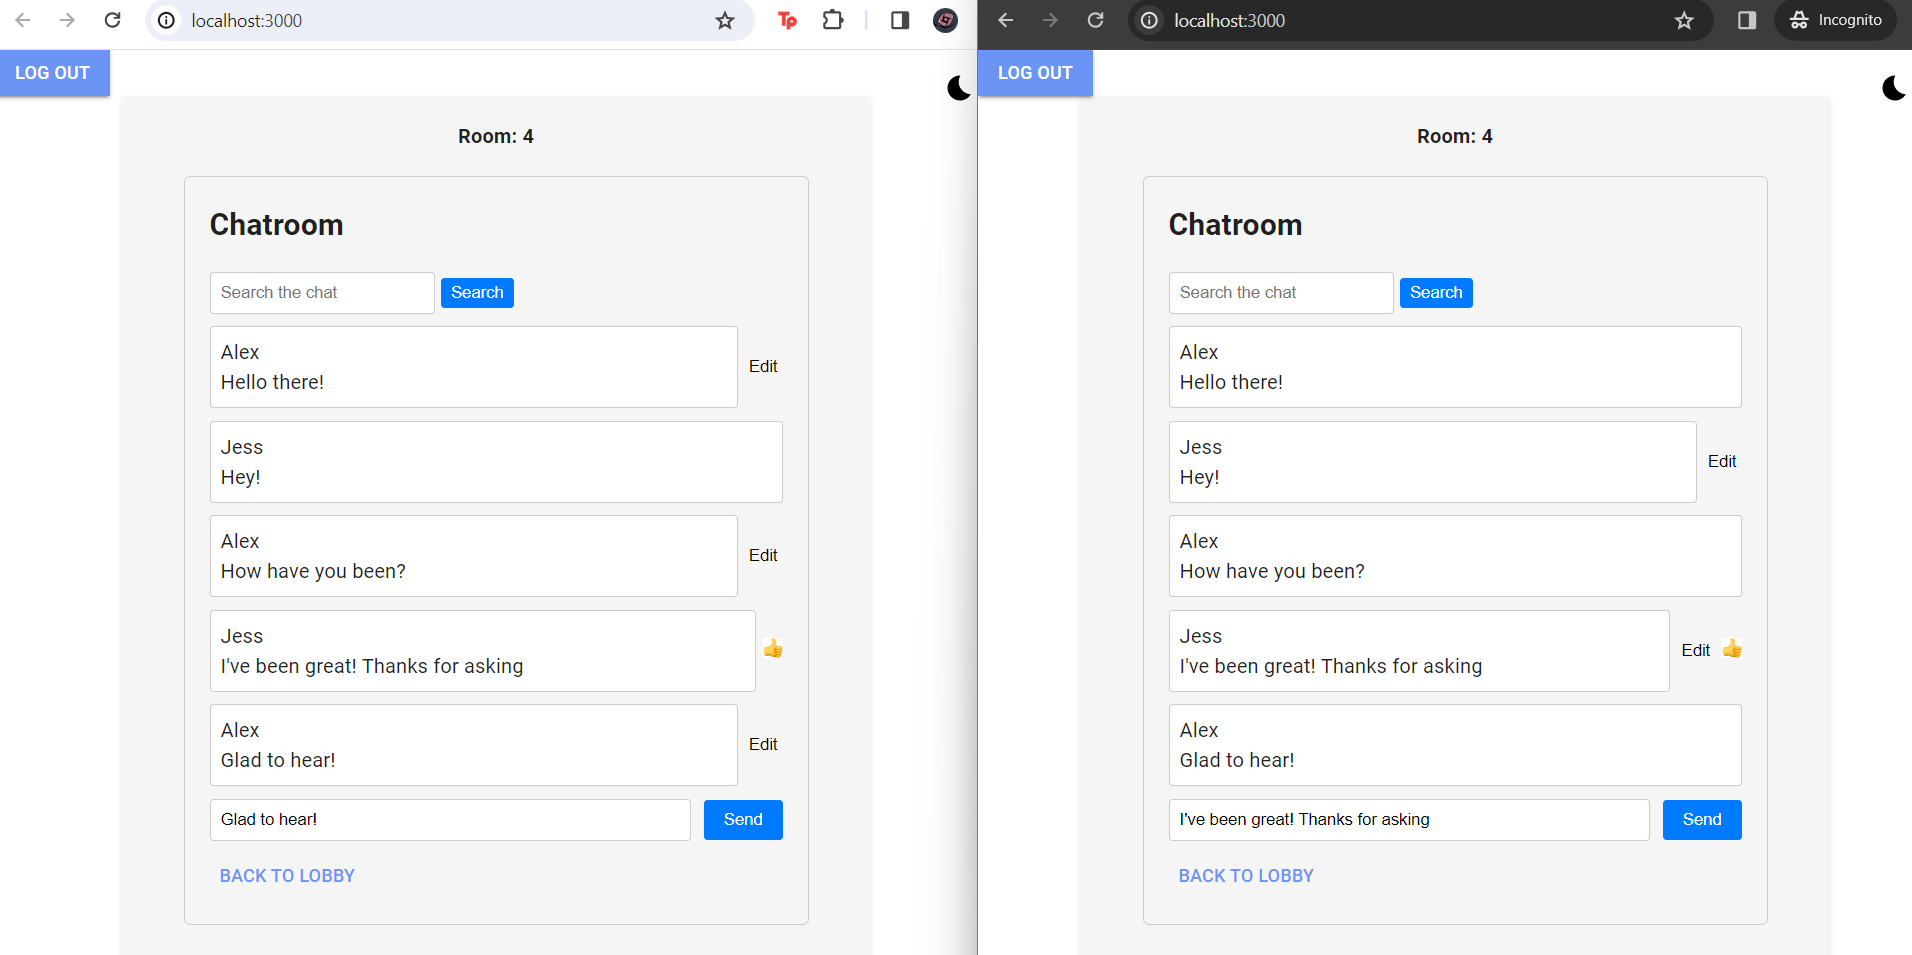 localhost:3000
Tp
LOG OUT
Room: 4
Chatroom
Search the chat
Search
Alex
Hello there!
Edit
Jess
Hey!
Alex
How have you been?
Edit
Jess
I've been great! Thanks for asking
Alex
Glad to hear!
Edit
Glad to hear!
Send
BACK TO LOBBY
localhost:3000
Incognito
LOG OUT
Room: 4
Chatroom
Search the chat
Search
Alex
Hello there!
Jess
Hey!
Edit
Alex
How have you been?
Jess
I've been great! Thanks for asking
Edit
Alex
Glad to hear!
I've been great! Thanks for asking
Send
BACK TO LOBBY